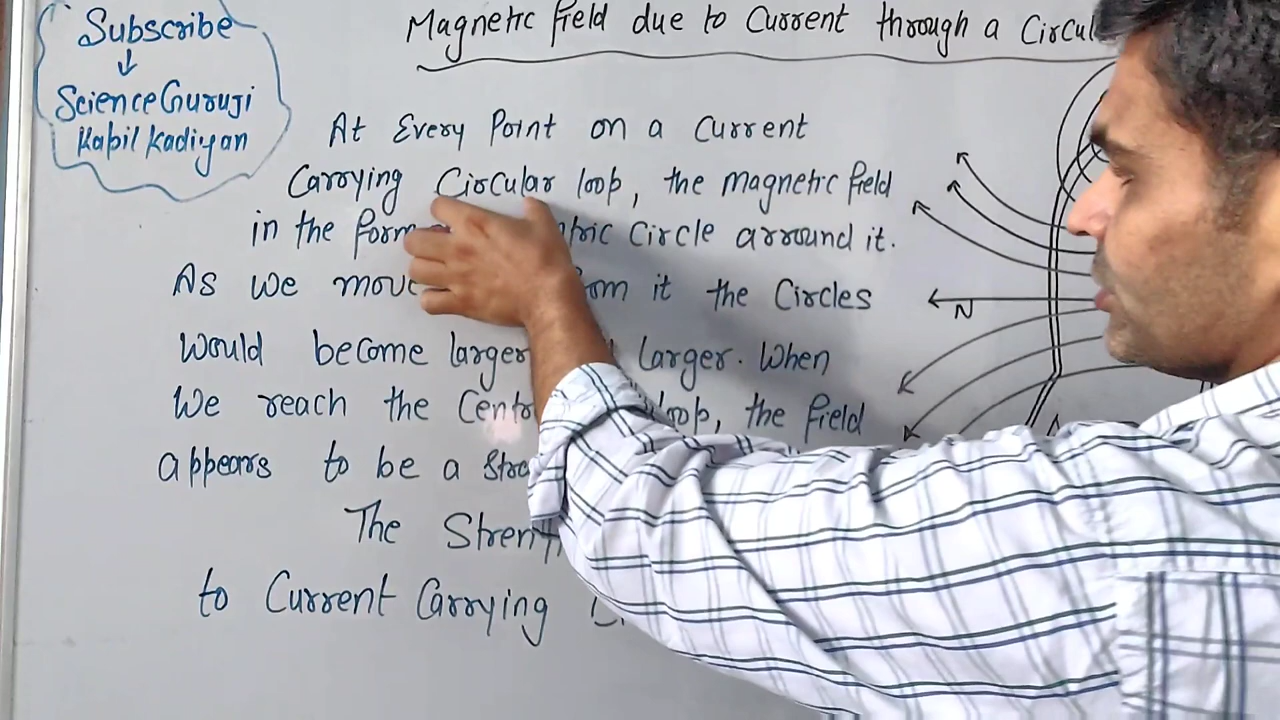 Subscribe
ScienceGuruji
Kapil Kadiyan
Magnetic field due to Current through a
At Every Point on a Current
Carrying Circular loop, the magnetic field
in the form Circle arround it.
As we move it the Circles
would become larger larger. When
we reach the loop, the field
appears to be a
The
to Current Carrying
N